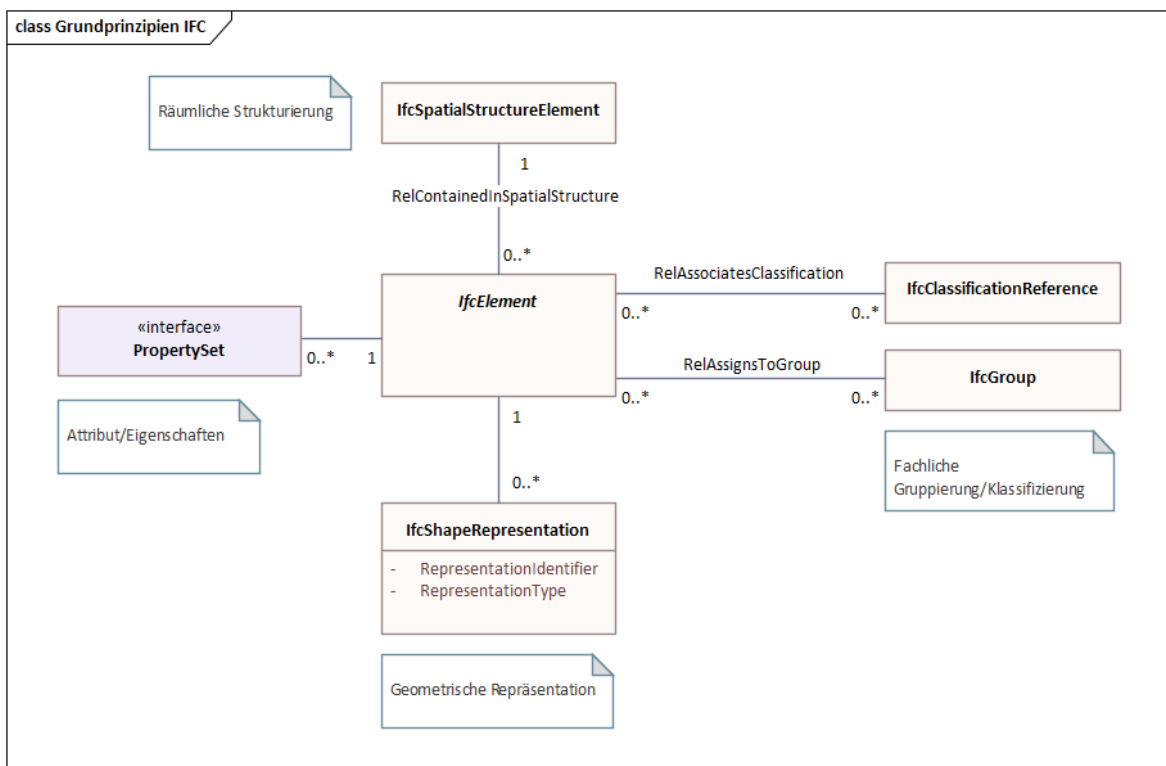 class Grundprinzipien IFC
Räumliche Strukturierung
IfcSpatialStructureElement
1
RelContainedInSpatialStructure
0..*
IfcElement
RelAssociatesClassification
0..*
0..*
IfcClassificationReference
«interface»
PropertySet
0..*
1
RelAssignsToGroup
0..*
0..*
IfcGroup
Attribut/Eigenschaften
1
0..*
Fachliche
Gruppierung/Klassifizierung
IfcShapeRepresentation
- RepresentationIdentifier
- RepresentationType
Geometrische Repräsentation